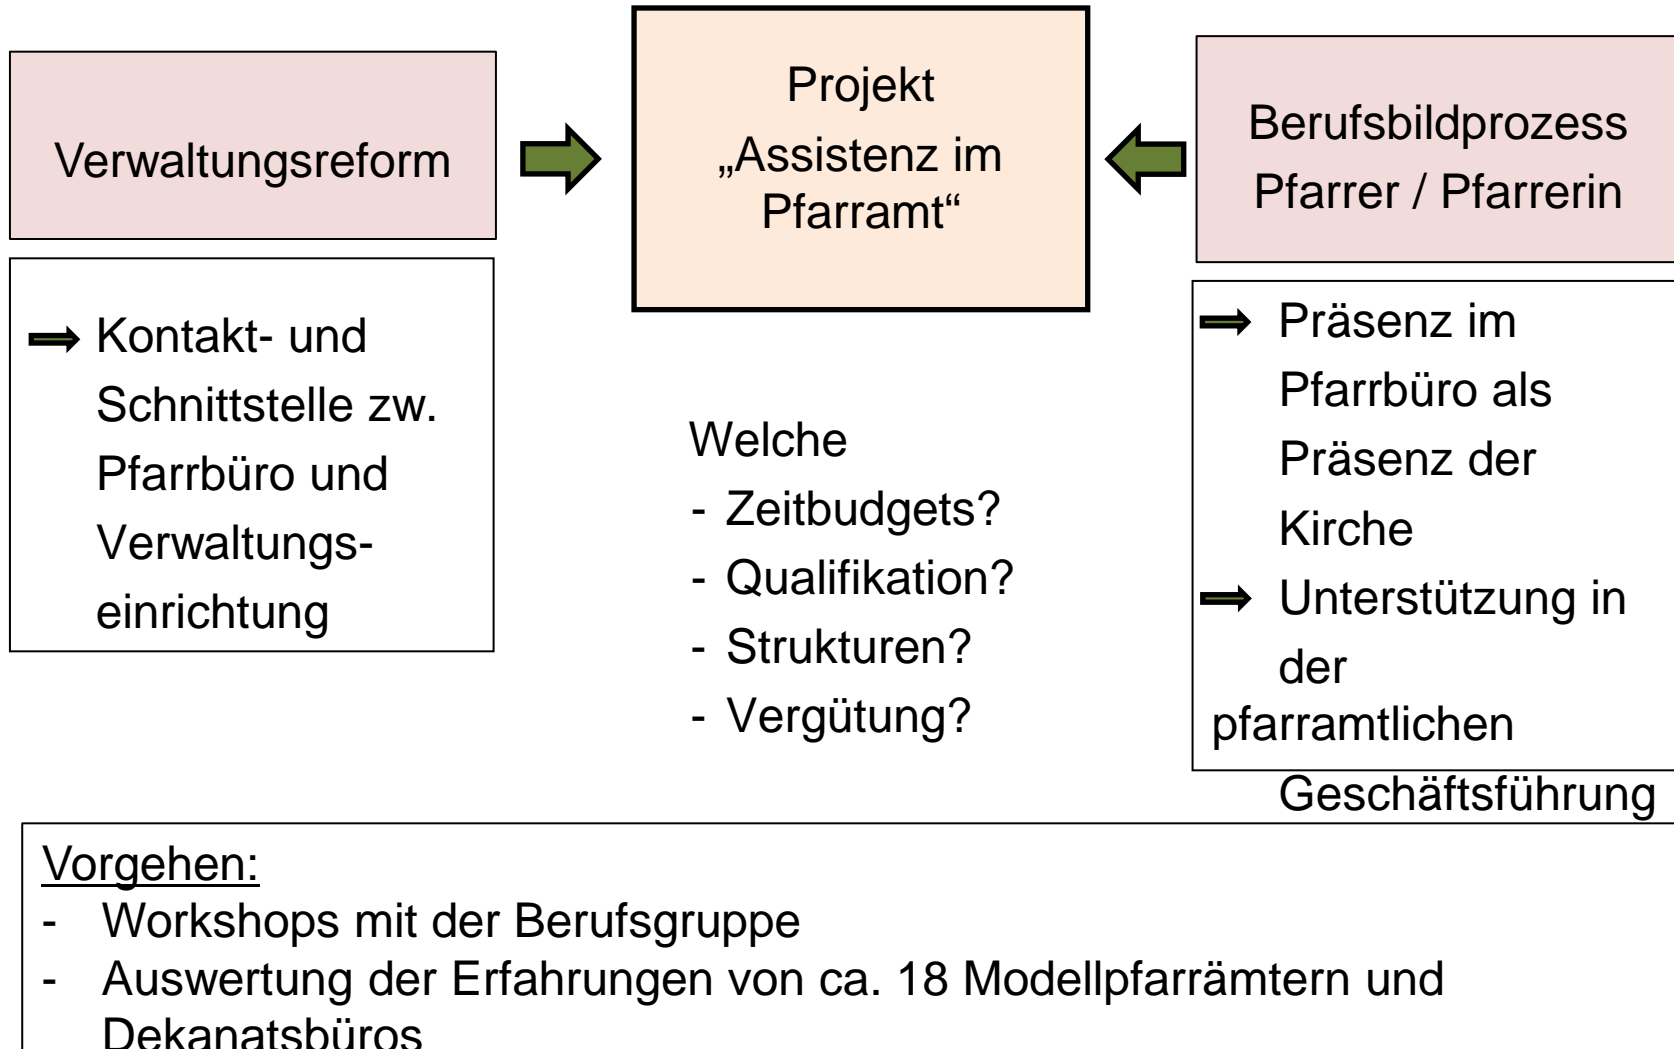 Verwaltungsreform
Projekt
„Assistenz im
Pfarramt“
Berufsbildprozess
Pfarrer / Pfarrerin
Kontakt- und
Schnittstelle zw.
Pfarrbüro und
Verwaltungs-
einrichtung
Welche
- Zeitbudgets?
- Qualifikation?
- Strukturen?
- Vergütung?
Präsenz im
Pfarrbüro als
Präsenz der
Kirche
Unterstützung in
der
pfarramtlichen
Geschäftsführung
Vorgehen:
- Workshops mit der Berufsgruppe
- Auswertung der Erfahrungen von ca. 18 Modellpfarrämtern und
Dekanatsbüros